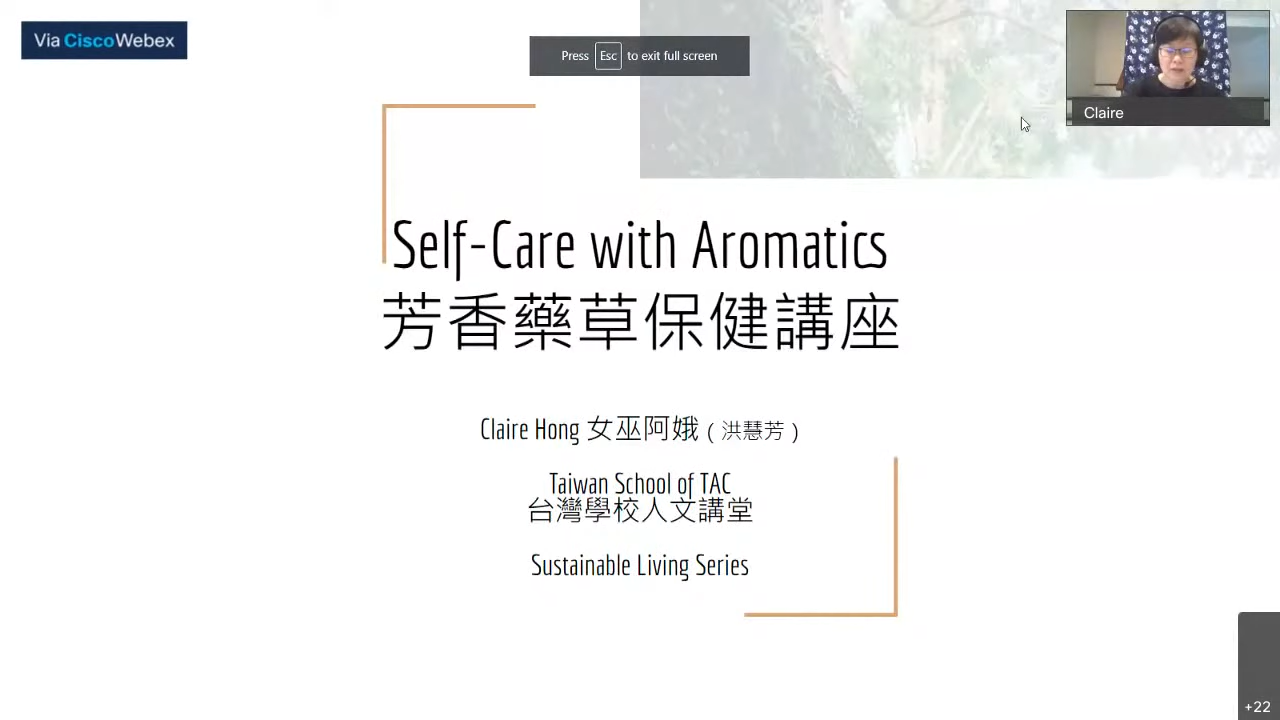 Via CiscoWebex
Press Esc to exit full screen
Claire
Self-Care with Aromatics
芳香藥草保健講座
Claire Hong 女巫阿娥 ( 洪慧芳 )
Taiwan School of TAC
台灣學校人文講堂
Sustainable Living Series
+22